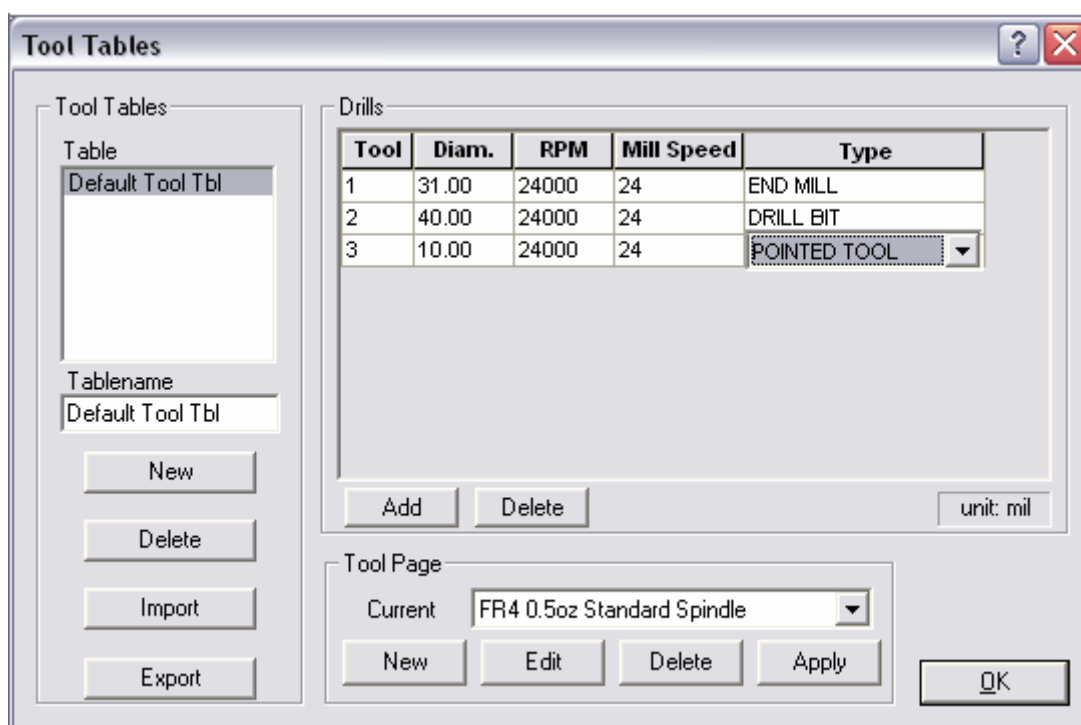 Tool Tables
Tool Tables
Table
Default Tool Tbl
Tablename
Default Tool Tbl
New
Delete
Import
Export
Drills
Tool Diam. RPM Mill Speed Type
1 31.00 24000 24 END MILL
2 40.00 24000 24 DRILL BIT
3 10.00 24000 24 POINTED TOOL
Add Delete unit: mil
Tool Page
Current FR4 0.5oz Standard Spindle
New Edit Delete Apply
OK